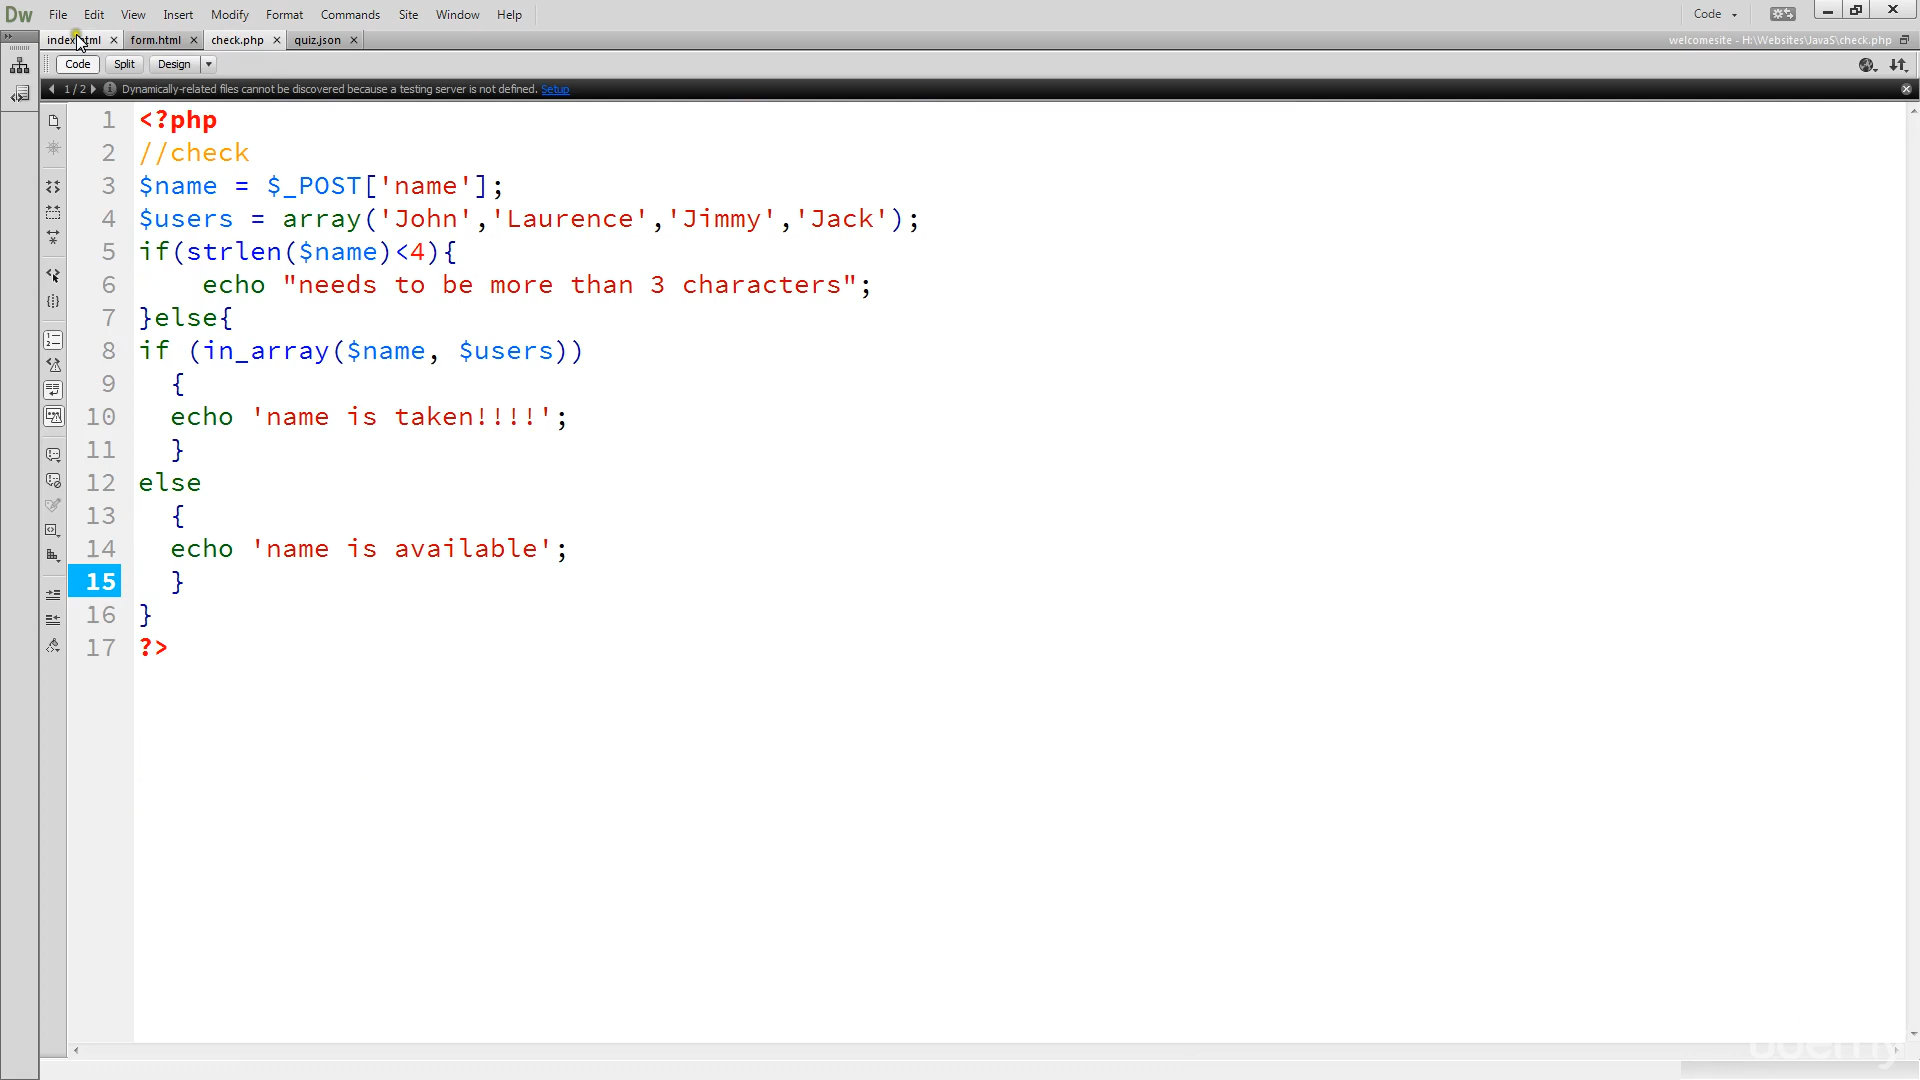 Dw File Edit View Insert Modify Format Commands Site Window Help Code
form.html check.php quiz.json welcomesite - H:\Websites\JavaS\check.php
Code Split Design
1 / 2 Dynamically-related files cannot be discovered because a testing server is not defined. Setup
1 <?php
2 //check
3 $name = $_POST['name'];
4 $users = array('John','Laurence','Jimmy','Jack');
5 if(strlen($name)<4){
6 echo "needs to be more than 3 characters";
7 }else{
8 if (in_array($name, $users))
9 {
10 echo 'name is taken!!!!';
11 }
12 else
13 {
14 echo 'name is available';
15 }
16 }
17 ?>